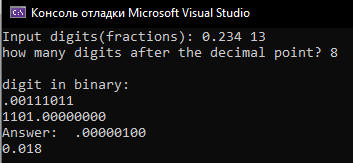 Консоль отладки Microsoft Visual Studio
Input digits(fractions): 0.234 13
how many digits after the decimal point? 8
digit in binary:
.00111011
1101.00000000
Answer:  .00000100
0.018